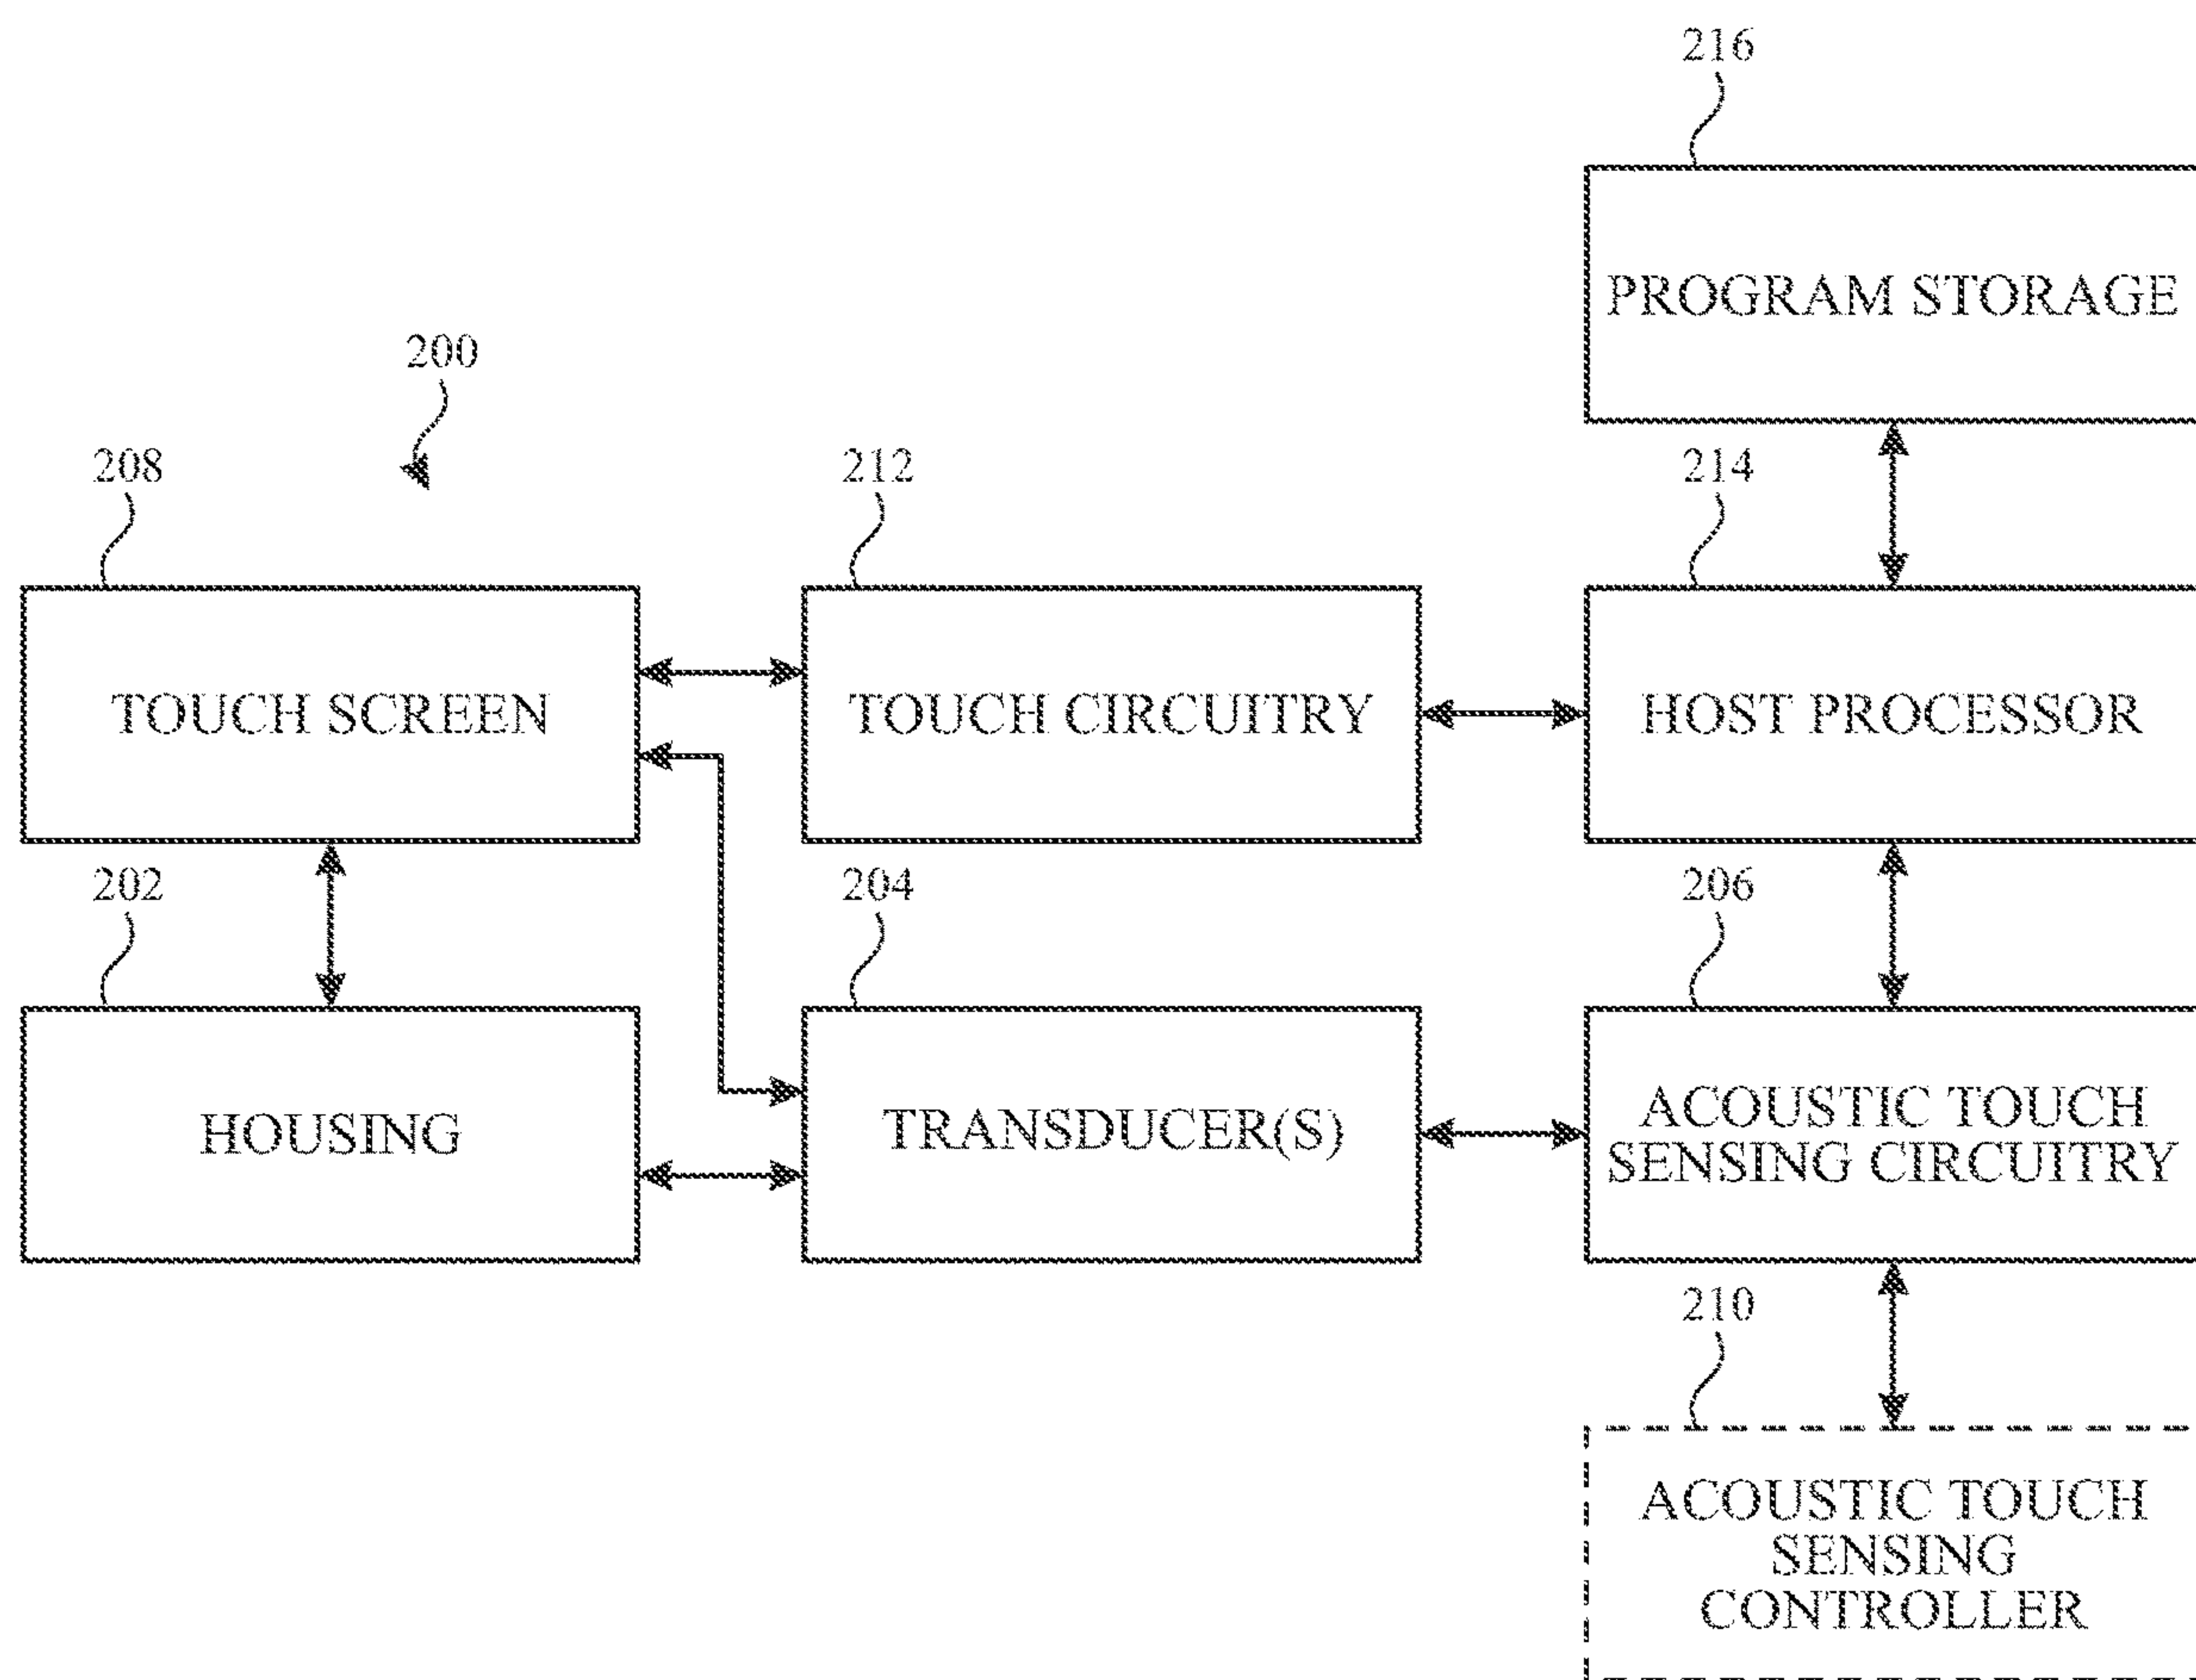 216
PROGRAM STORAGE
200
208
212
214
TOUCH SCREEN
TOUCH CIRCUITRY
HOST PROCESSOR
202
204
206
HOUSING
TRANSDUCER(S)
ACOUSTIC TOUCH
SENSING CIRCUITRY
210
ACOUSTIC TOUCH
SENSING
CONTROLLER